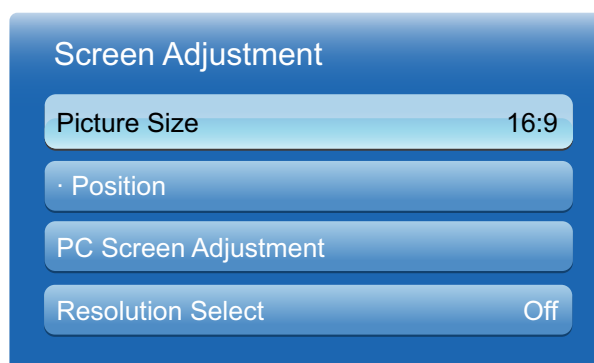 Screen Adjustment
Picture Size 16:9
· Position
PC Screen Adjustment
Resolution Select Off